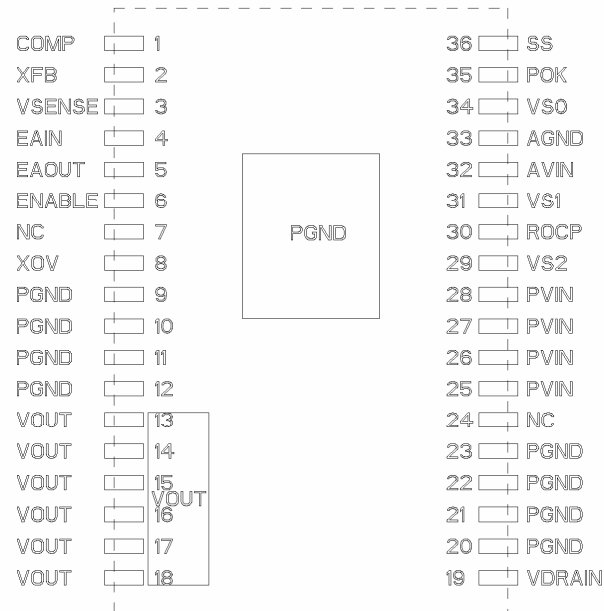 COMP 1 36 SS
XFB 2 35 POK
VSENSE 3 34 VS0
EAIN 4 33 AGND
EAOUT 5 32 AVIN
ENABLE 6 31 VS1
NC 7 PGND 30 ROCP
XOV 8 29 VS2
PGND 9 28 PVIN
PGND 10 27 PVIN
PGND 11 26 PVIN
PGND 12 25 PVIN
VOUT 13 24 NC
VOUT 14 23 PGND
VOUT 15 22 PGND
VOUT
VOUT 16 21 PGND
VOUT 17 20 PGND
VOUT 18 19 VDRAIN